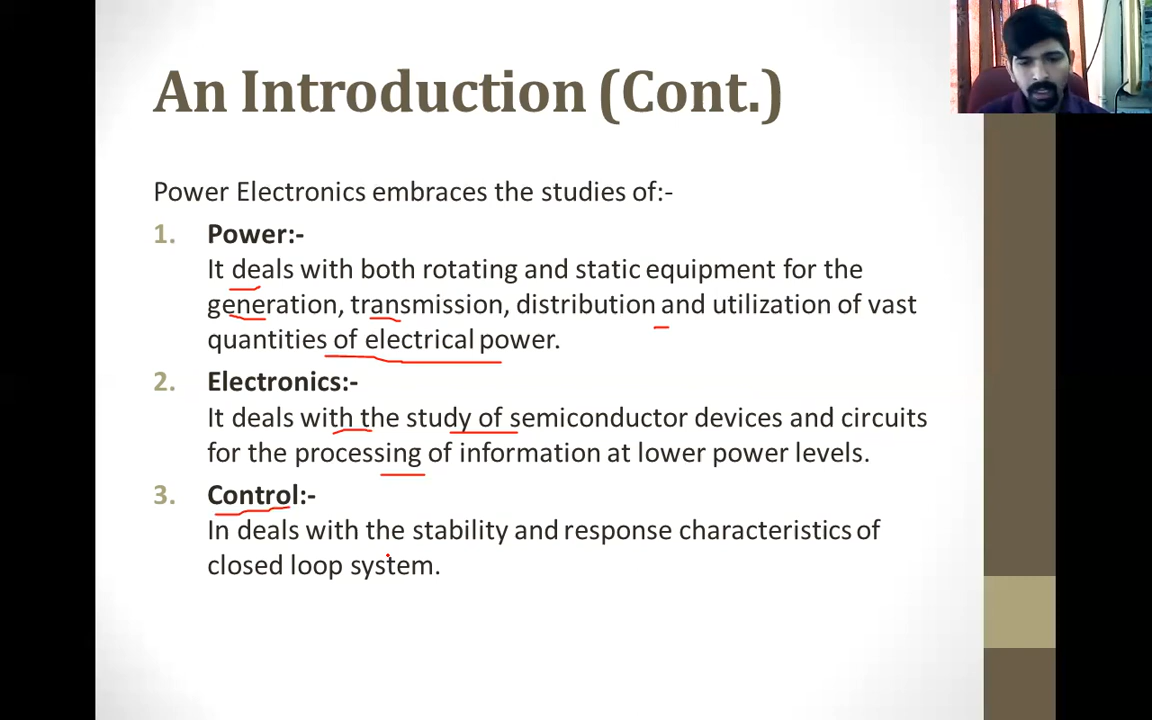 An Introduction (Cont.)
Power Electronics embraces the studies of:-
1. Power:-
It deals with both rotating and static equipment for the
generation, transmission, distribution and utilization of vast
quantities of electrical power.
2. Electronics:-
It deals with the study of semiconductor devices and circuits
for the processing of information at lower power levels.
3. Control:-
In deals with the stability and response characteristics of
closed loop system.